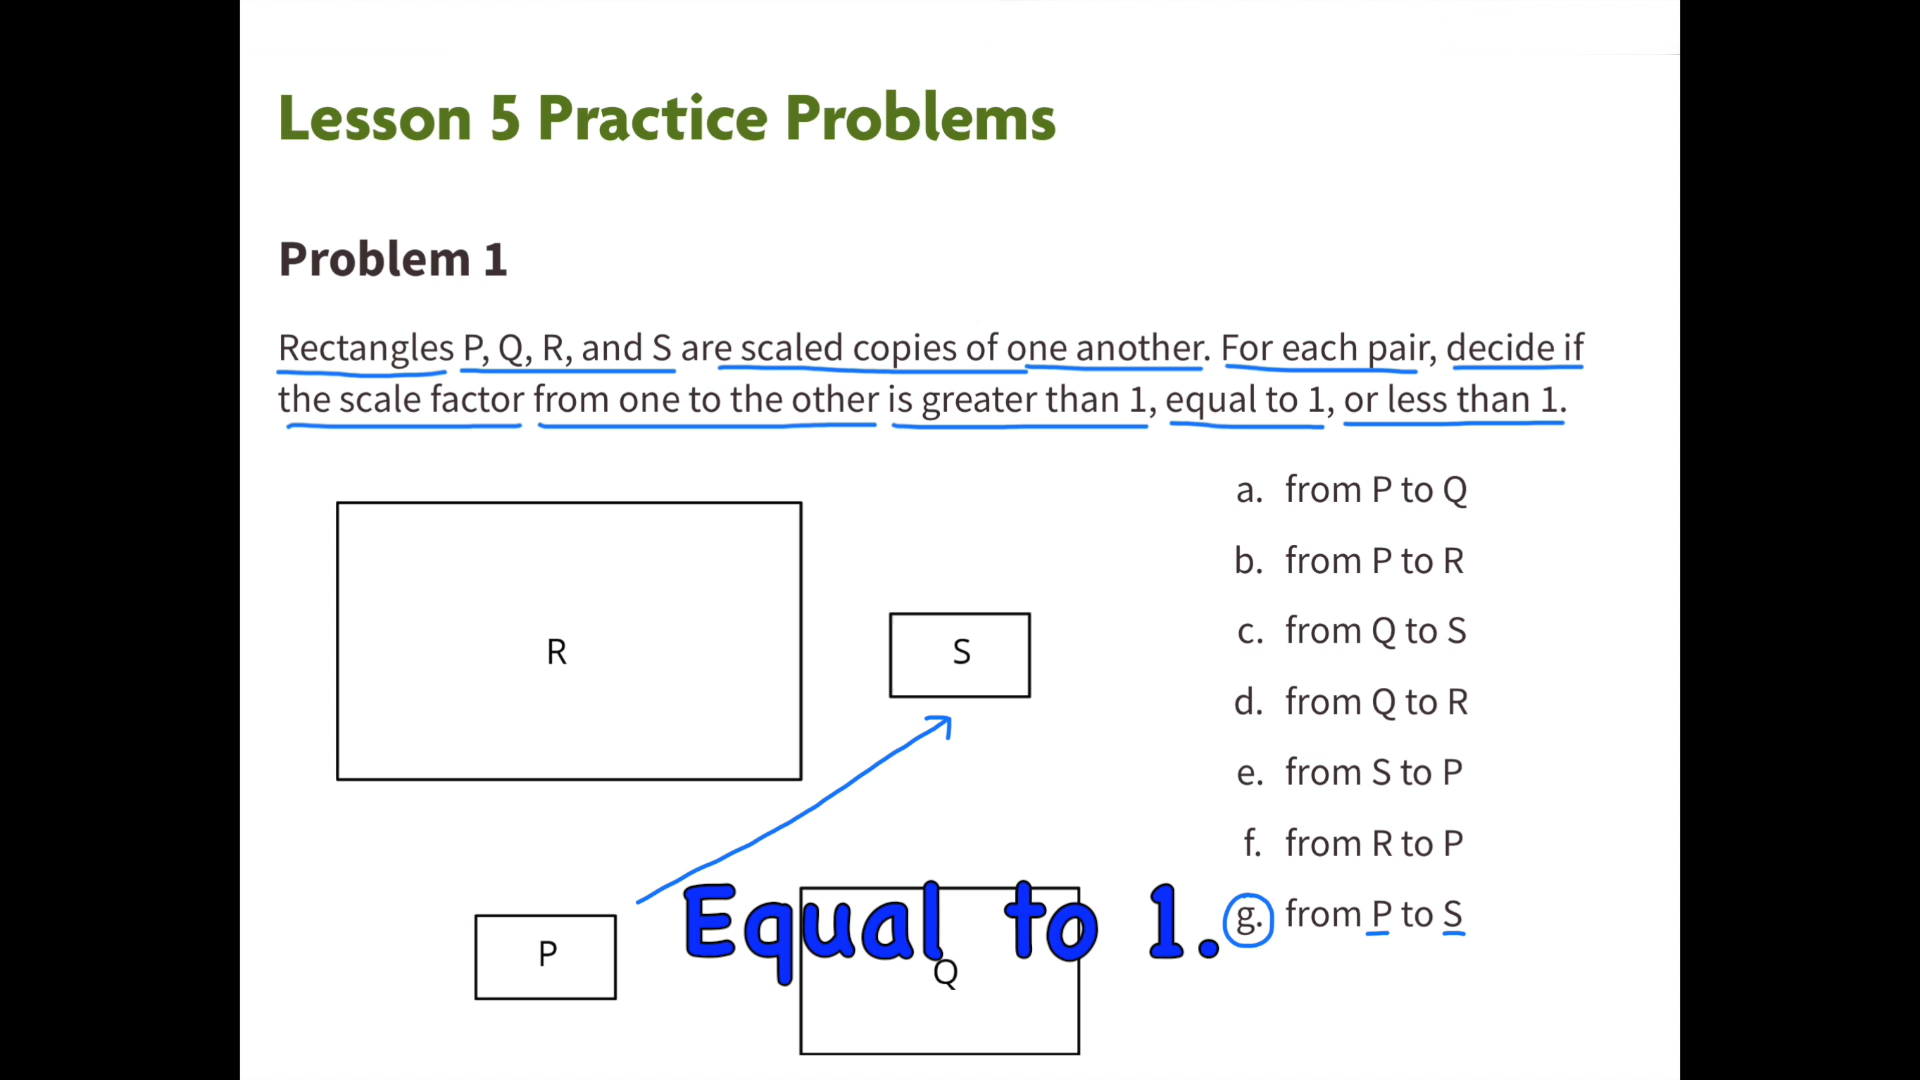 Lesson 5 Practice Problems
Problem 1
Rectangles P, Q, R, and S are scaled copies of one another. For each pair, decide if
the scale factor from one to the other is greater than 1, equal to 1, or less than 1.
a. from P to Q
b. from P to R
c. from Q to S
d. from Q to R
e. from S to P
f. from R to P
g. from P to S
R
S
P
Equal to 1.
Q